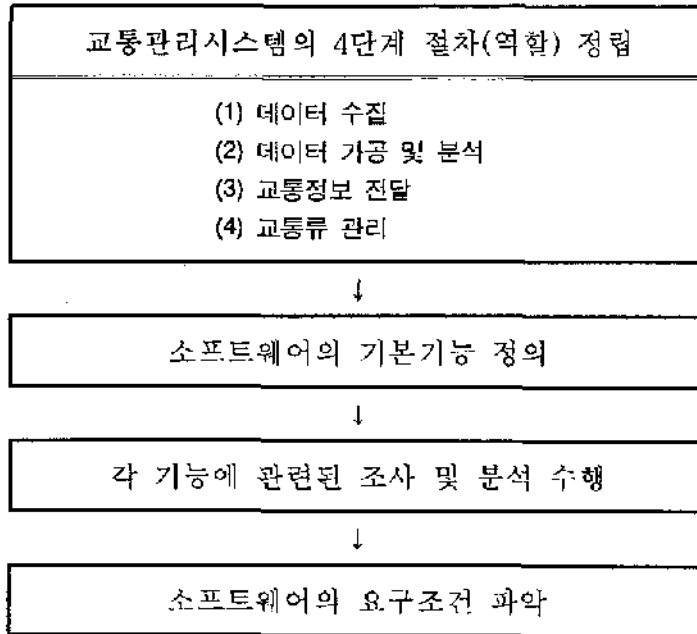 교통관리시스템의 4단계 절차(역할) 정립
(1) 데이터 수집
(2) 데이터 가공 및 분석
(3) 교통정보 전달
(4) 교통류 관리
↓
소프트웨어의 기본기능 정의
↓
각 기능에 관련된 조사 및 분석 수행
↓
소프트웨어의 요구조건 파악